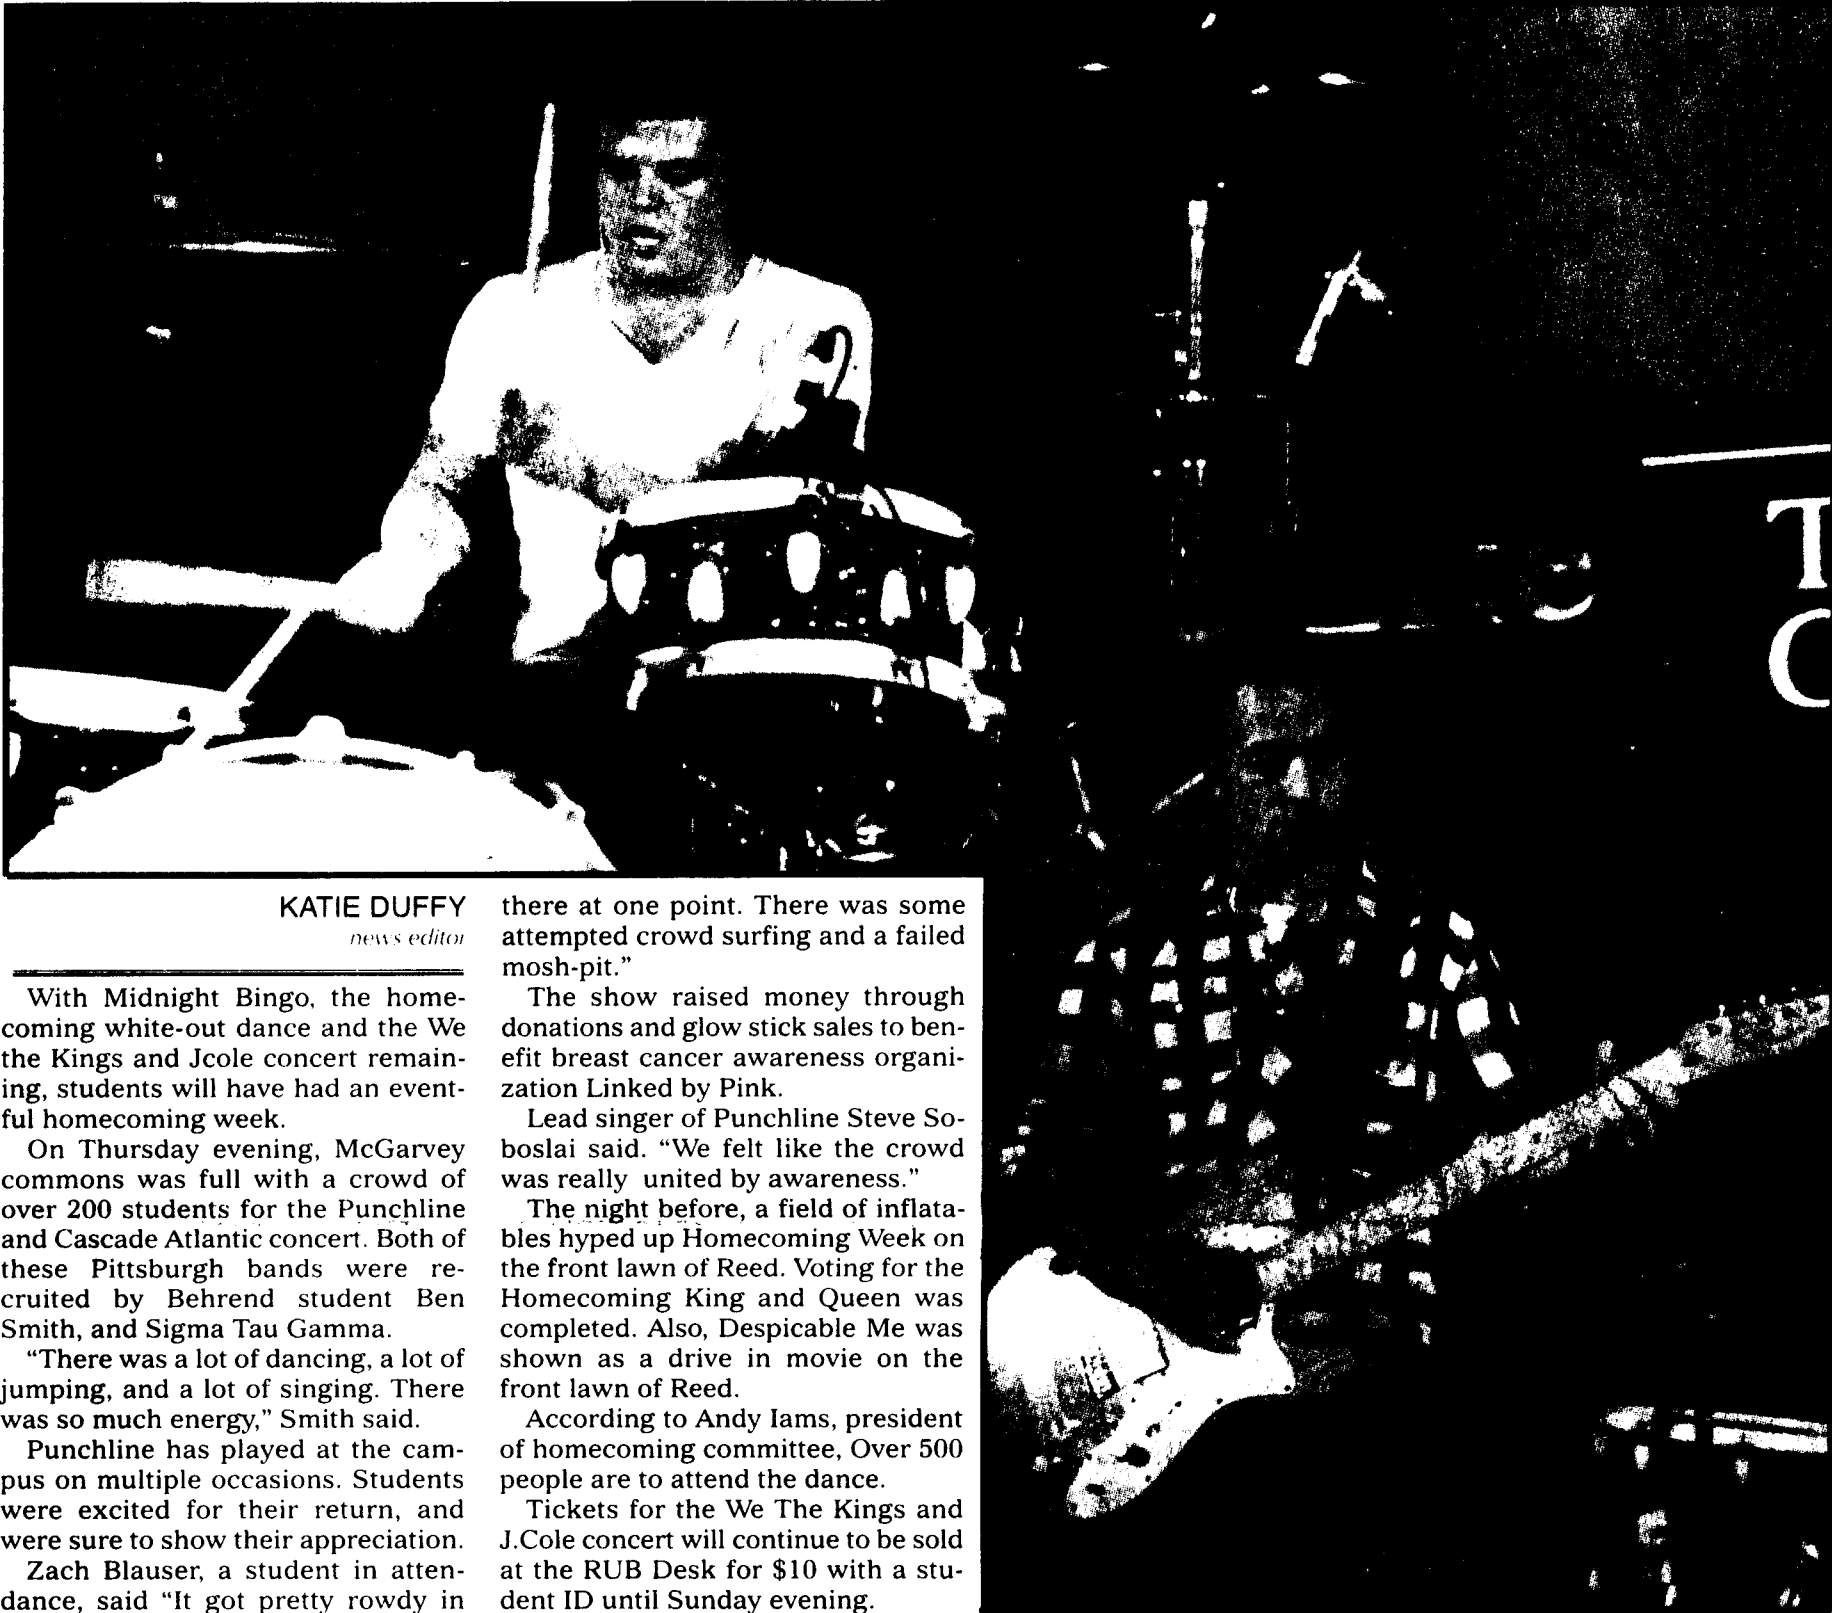 T
C
KATIE DUFFY
news editor
With Midnight Bingo, the home-
coming white-out dance and the We
the Kings and Jcole concert remain-
ing, students will have had an event-
ful homecoming week.
On Thursday evening, McGarvey
commons was full with a crowd of
over 200 students for the Punchline
and Cascade Atlantic concert. Both of
these Pittsburgh bands were re-
cruited by Behrend student Ben
Smith, and Sigma Tau Gamma.
“There was a lot of dancing, a lot of
jumping, and a lot of singing. There
was so much energy,” Smith said.
Punchline has played at the cam-
pus on multiple occasions. Students
were excited for their return, and
were sure to show their appreciation.
Zach Blauser, a student in atten-
dance, said “It got pretty rowdy in
there at one point. There was some
attempted crowd surfing and a failed
mosh-pit.”
The show raised money through
donations and glow stick sales to ben-
efit breast cancer awareness organi-
zation Linked by Pink.
Lead singer of Punchline Steve So-
boslai said. “We felt like the crowd
was really united by awareness.”
The night before, a field of inflata-
bles hyped up Homecoming Week on
the front lawn of Reed. Voting for the
Homecoming King and Queen was
completed. Also, Despicable Me was
shown as a drive in movie on the
front lawn of Reed.
According to Andy Iams, president
of homecoming committee, Over 500
people are to attend the dance.
Tickets for the We The Kings and
J.Cole concert will continue to be sold
at the RUB Desk for $10 with a stu-
dent ID until Sunday evening.